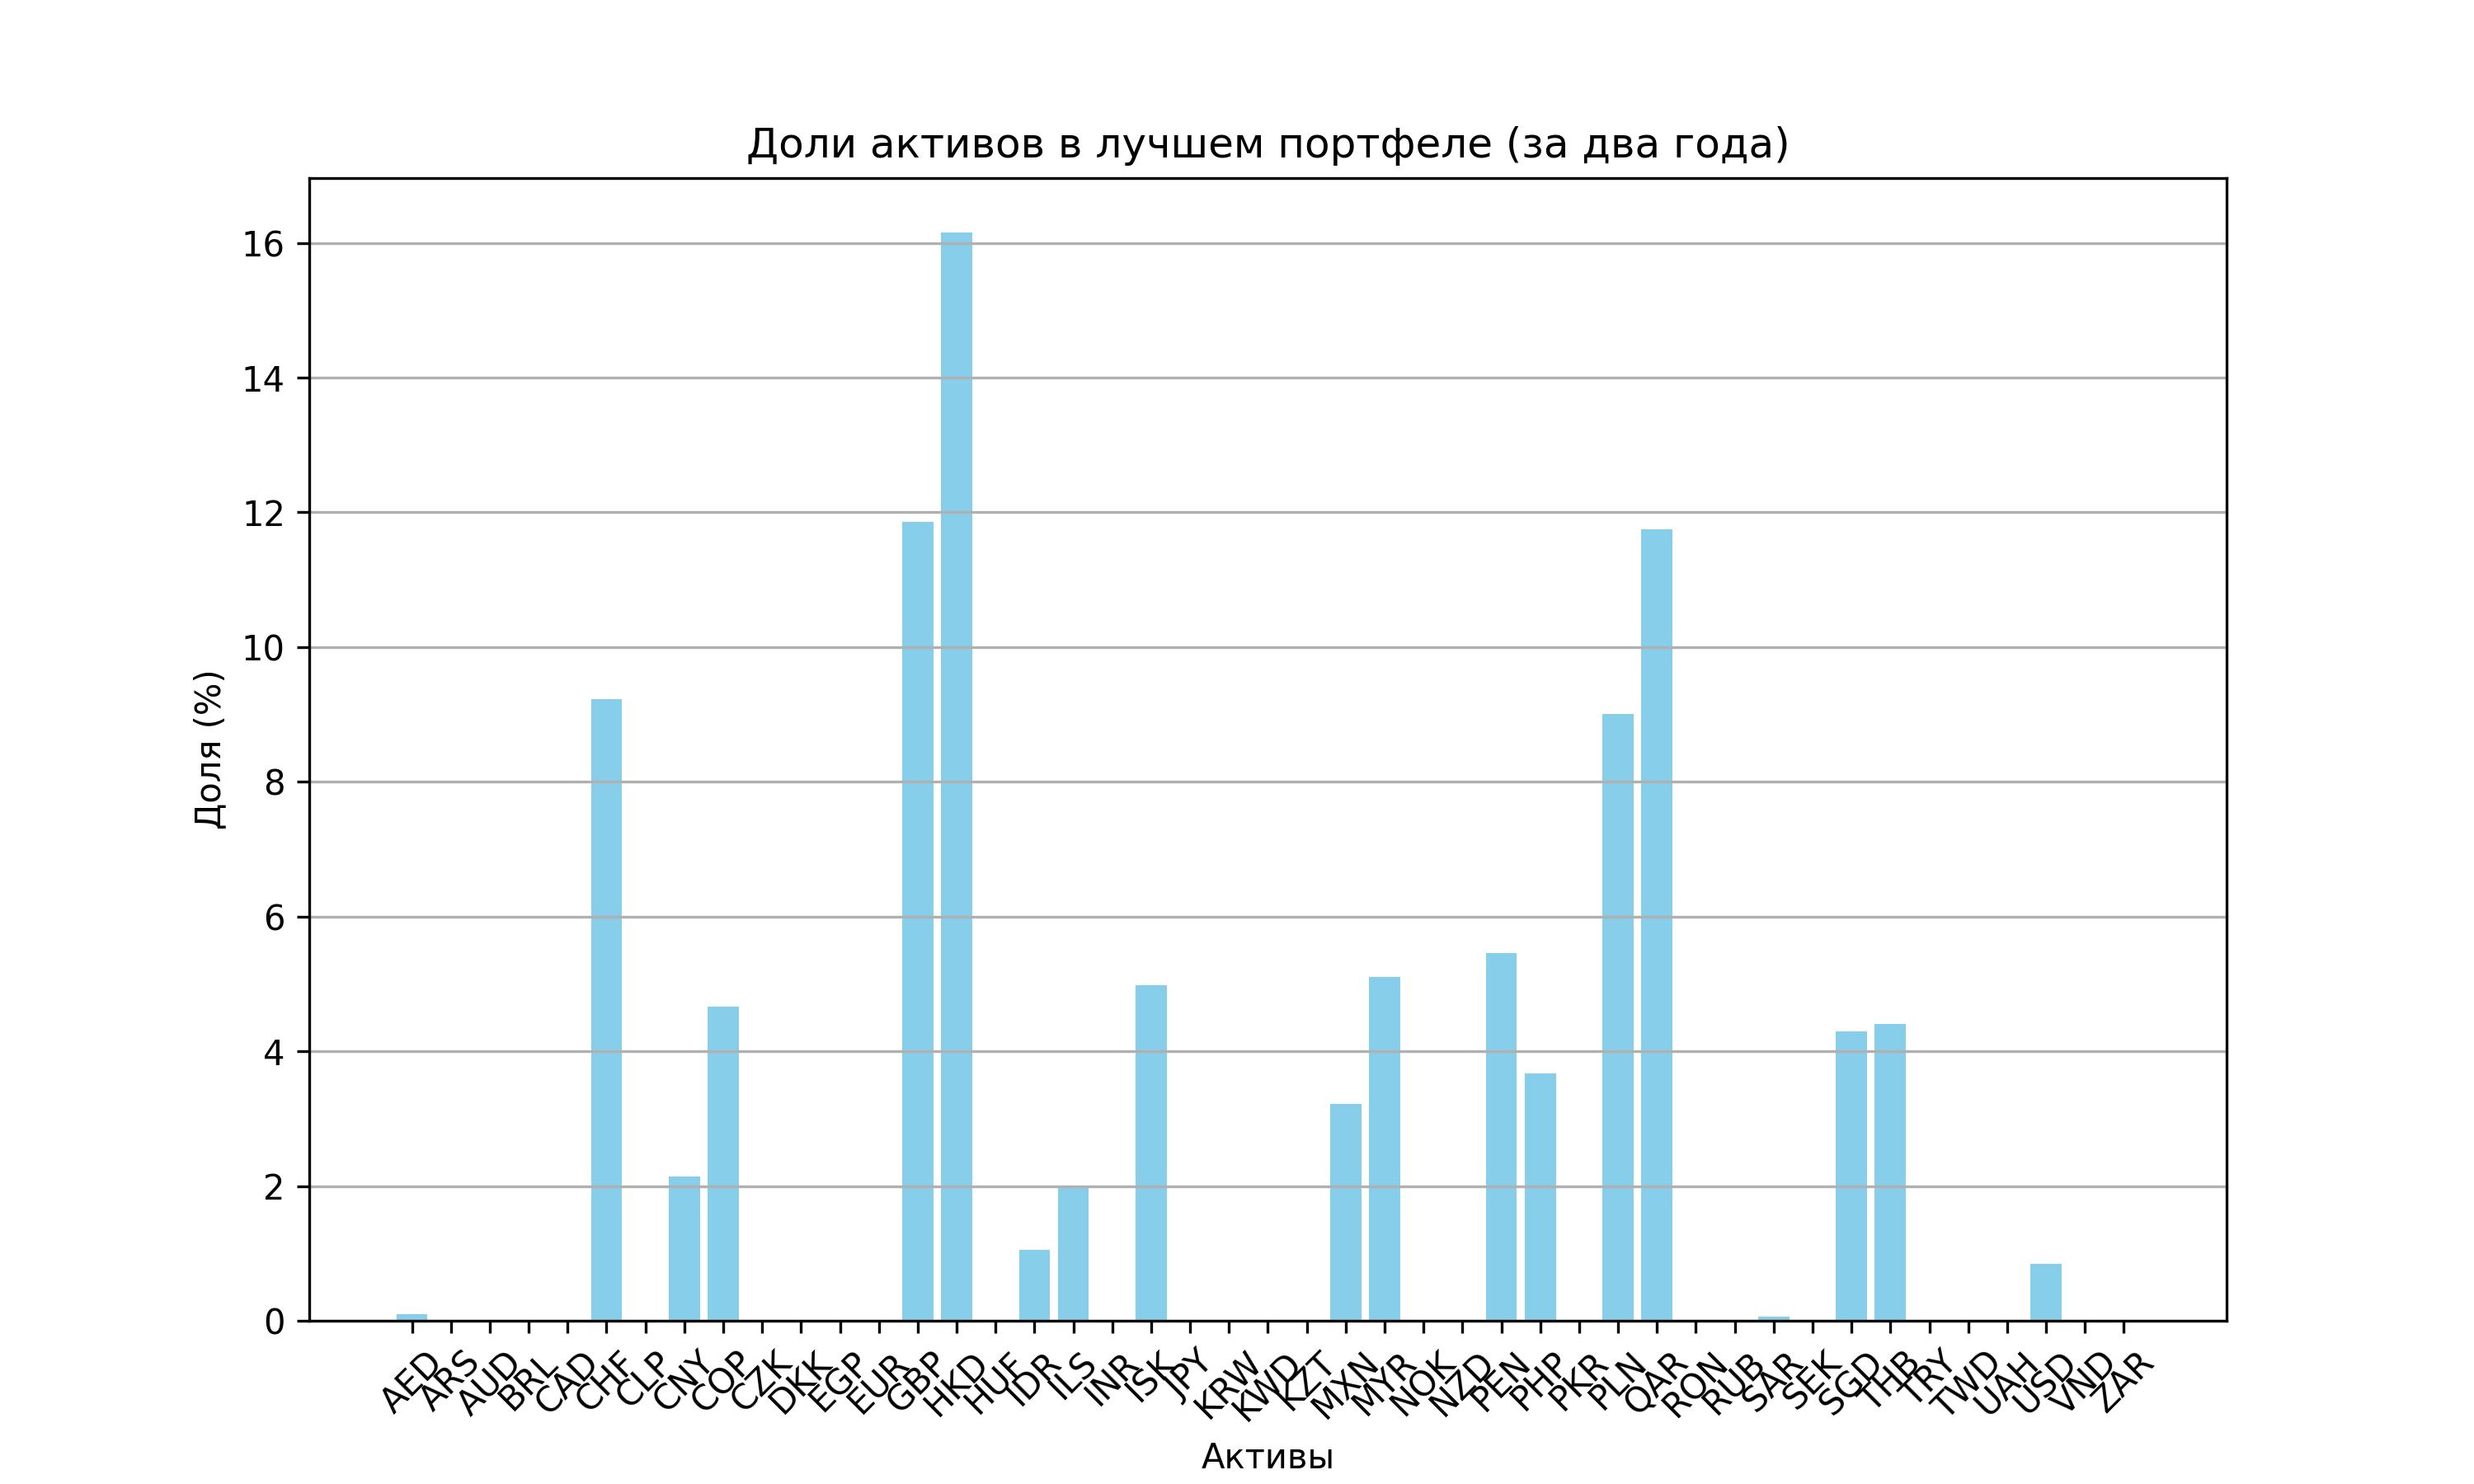 Доли активов в лучшем портфеле (за два года)
Доля (%)
16
14
12
10
8
6
4
2
0
AED
ARS
AUD
BRL
CAD
CHF
CLP
CNY
COP
CZK
DKK
EGP
EUR
GBP
HKD
HUF
IDR
ILS
INR
ISK
JPY
KRW
KWD
KZT
MXN
MYR
NOK
NZD
PEN
PHP
PKR
PLN
QAR
RON
RUB
SAR
SEK
SGD
THB
TRY
TWD
UAH
USD
VND
ZAR
Активы